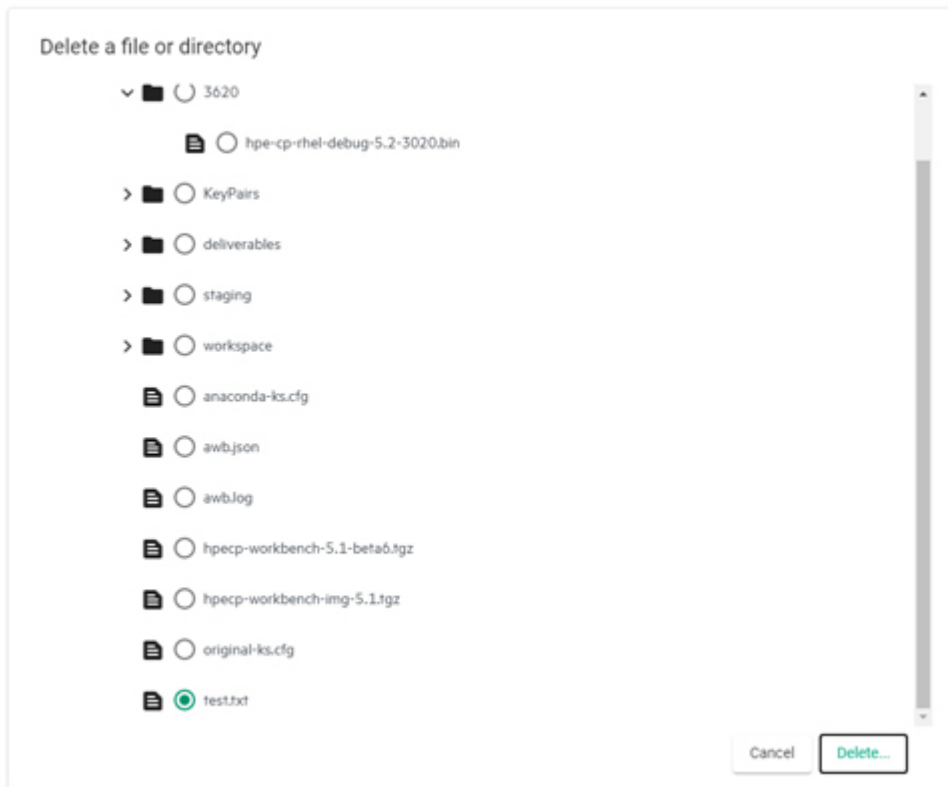 Delete a file or directory
3620
hpe-cp-rhel-debug-5.2-3020.bin
KeyPairs
deliverables
staging
workspace
anaconda-ks.cfg
awb.json
awb.log
hpecp-workbench-5.1-beta6.tgz
hpecp-workbench-img-5.1.tgz
original-ks.cfg
test.txt
Cancel Delete...